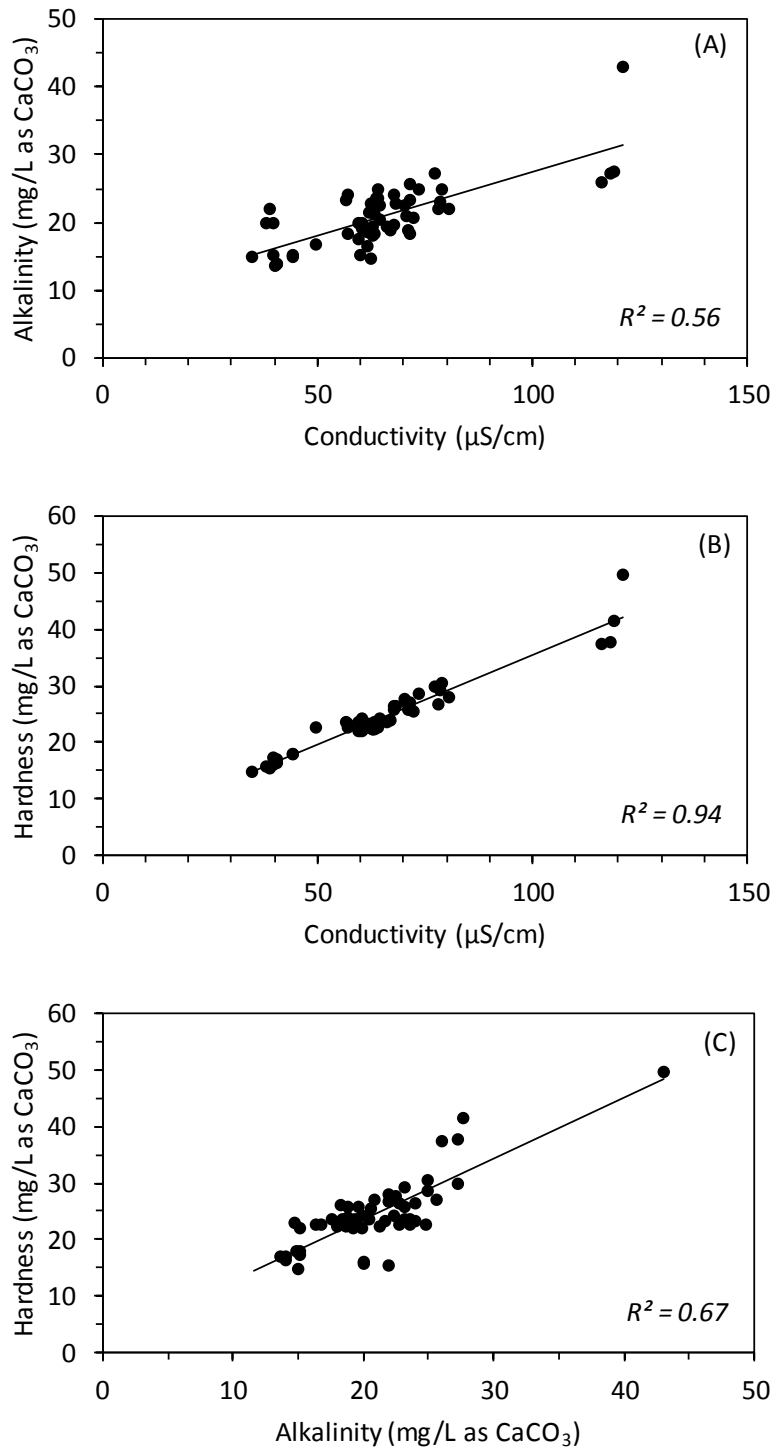 (A)
Alkalinity (mg/L as CaCO₃)
50
40
30
20
10
0
R² = 0.56
0 50 100 150
Conductivity (µS/cm)
(B)
Hardness (mg/L as CaCO₃)
60
50
40
30
20
10
0
R² = 0.94
0 50 100 150
Conductivity (µS/cm)
(C)
Hardness (mg/L as CaCO₃)
60
50
40
30
20
10
0
R² = 0.67
0 10 20 30 40 50
Alkalinity (mg/L as CaCO₃)